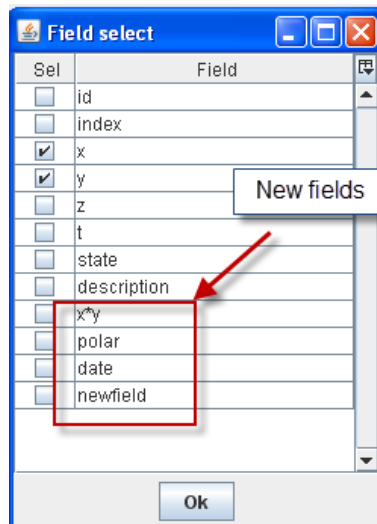 Field select
Sel Field
id
index
x
y
New fields
z
t
state
description
x*y
polar
date
newfield
Ok